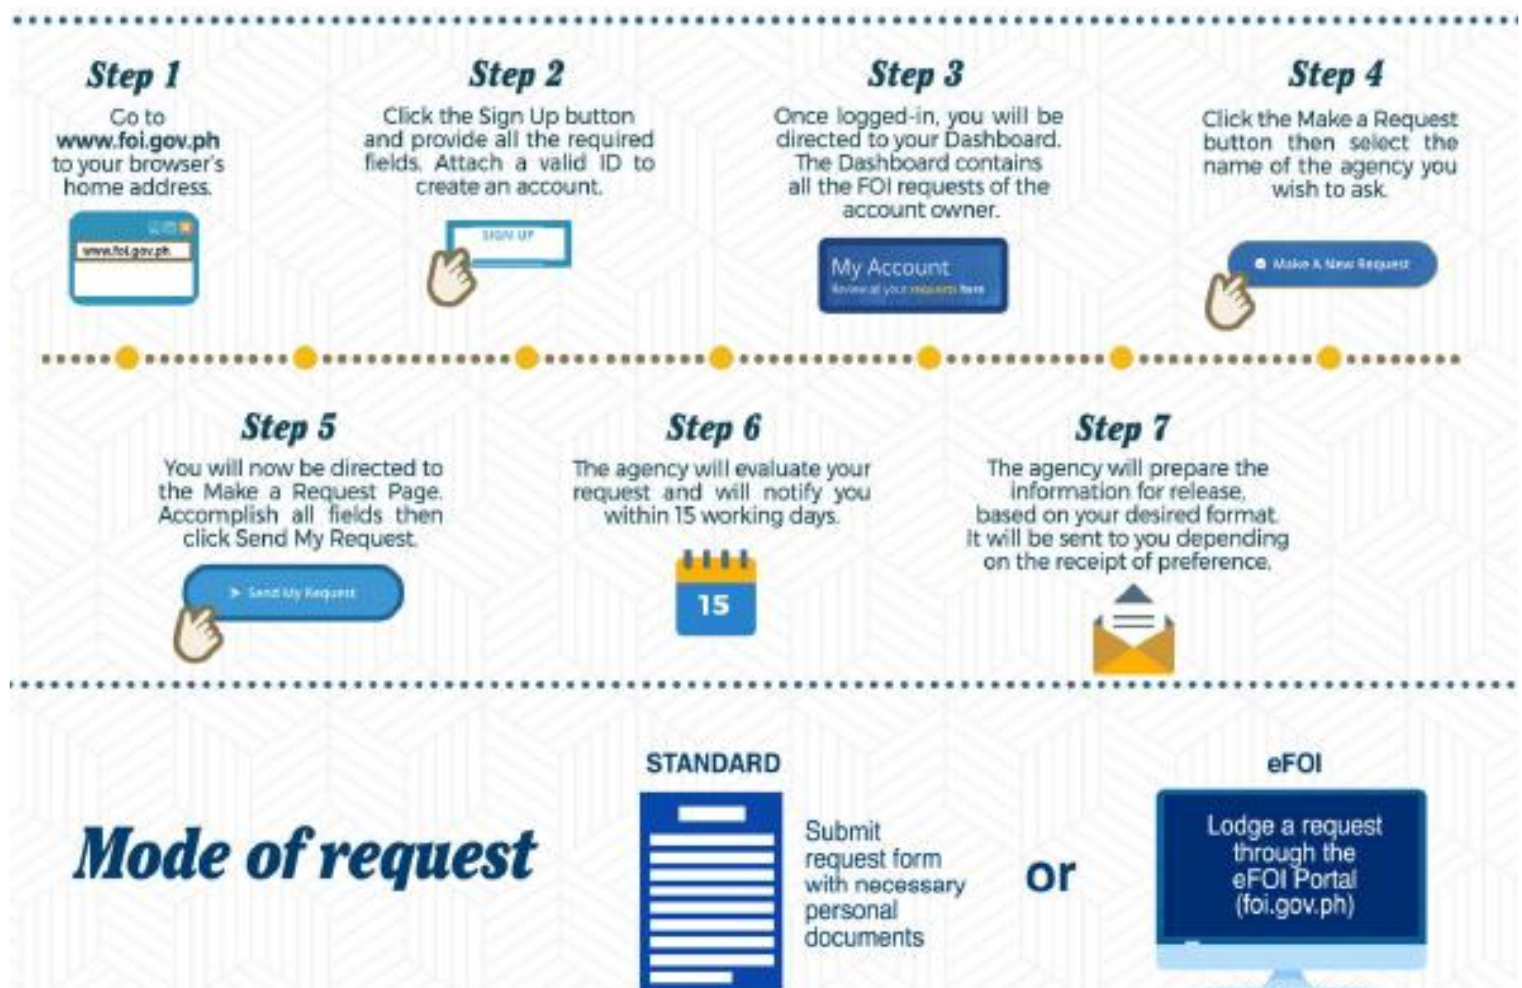 Step 1
Go to
www.foi.gov.ph
to your browser's
home address.
www.foi.gov.ph
Step 2
Click the Sign Up button
and provide all the required
fields. Attach a valid ID to
create an account.
SIGN UP
Step 3
Once logged-in, you will be
directed to your Dashboard.
The Dashboard contains
all the FOI requests of the
account owner.
My Account
Review all your requests here
Step 4
Click the Make a Request
button then select the
name of the agency you
wish to ask.
Make A New Request
Step 5
You will now be directed to
the Make a Request Page.
Accomplish all fields then
click Send My Request.
Send My Request
Step 6
The agency will evaluate your
request and will notify you
within 15 working days.
15
Step 7
The agency will prepare the
information for release,
based on your desired format.
It will be sent to you depending
on the receipt of preference.
Mode of request
STANDARD
Submit
request form
with necessary
personal
documents
or
eFOI
Lodge a request
through the
eFOI Portal
(foi.gov.ph)